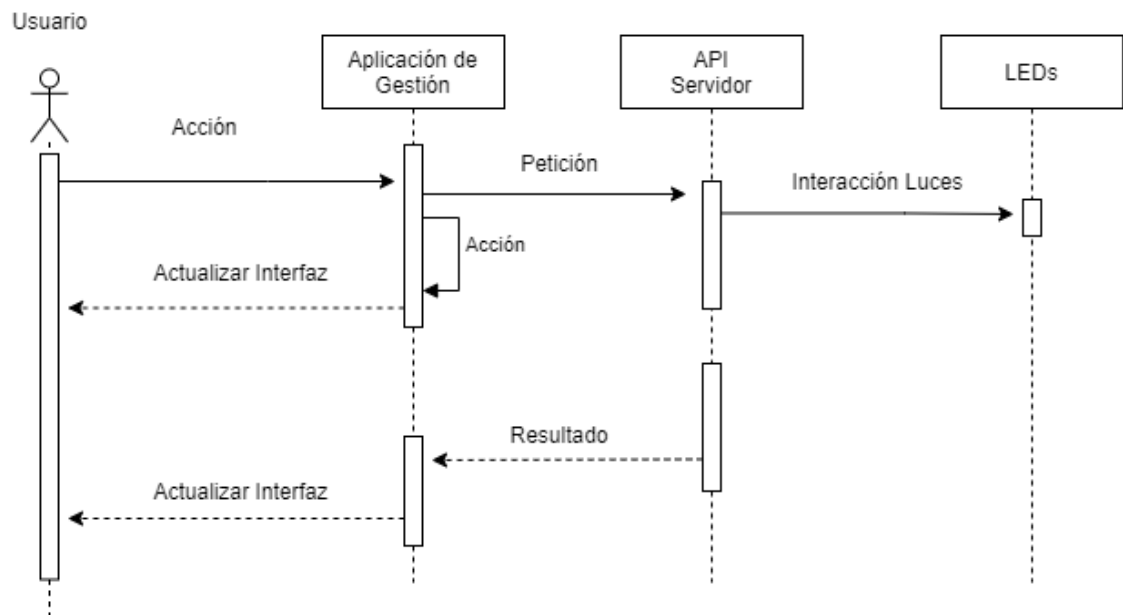 Usuario
Aplicación de
Gestión
API
Servidor
LEDs
Acción
Petición
Interacción Luces
Acción
Actualizar Interfaz
Resultado
Actualizar Interfaz